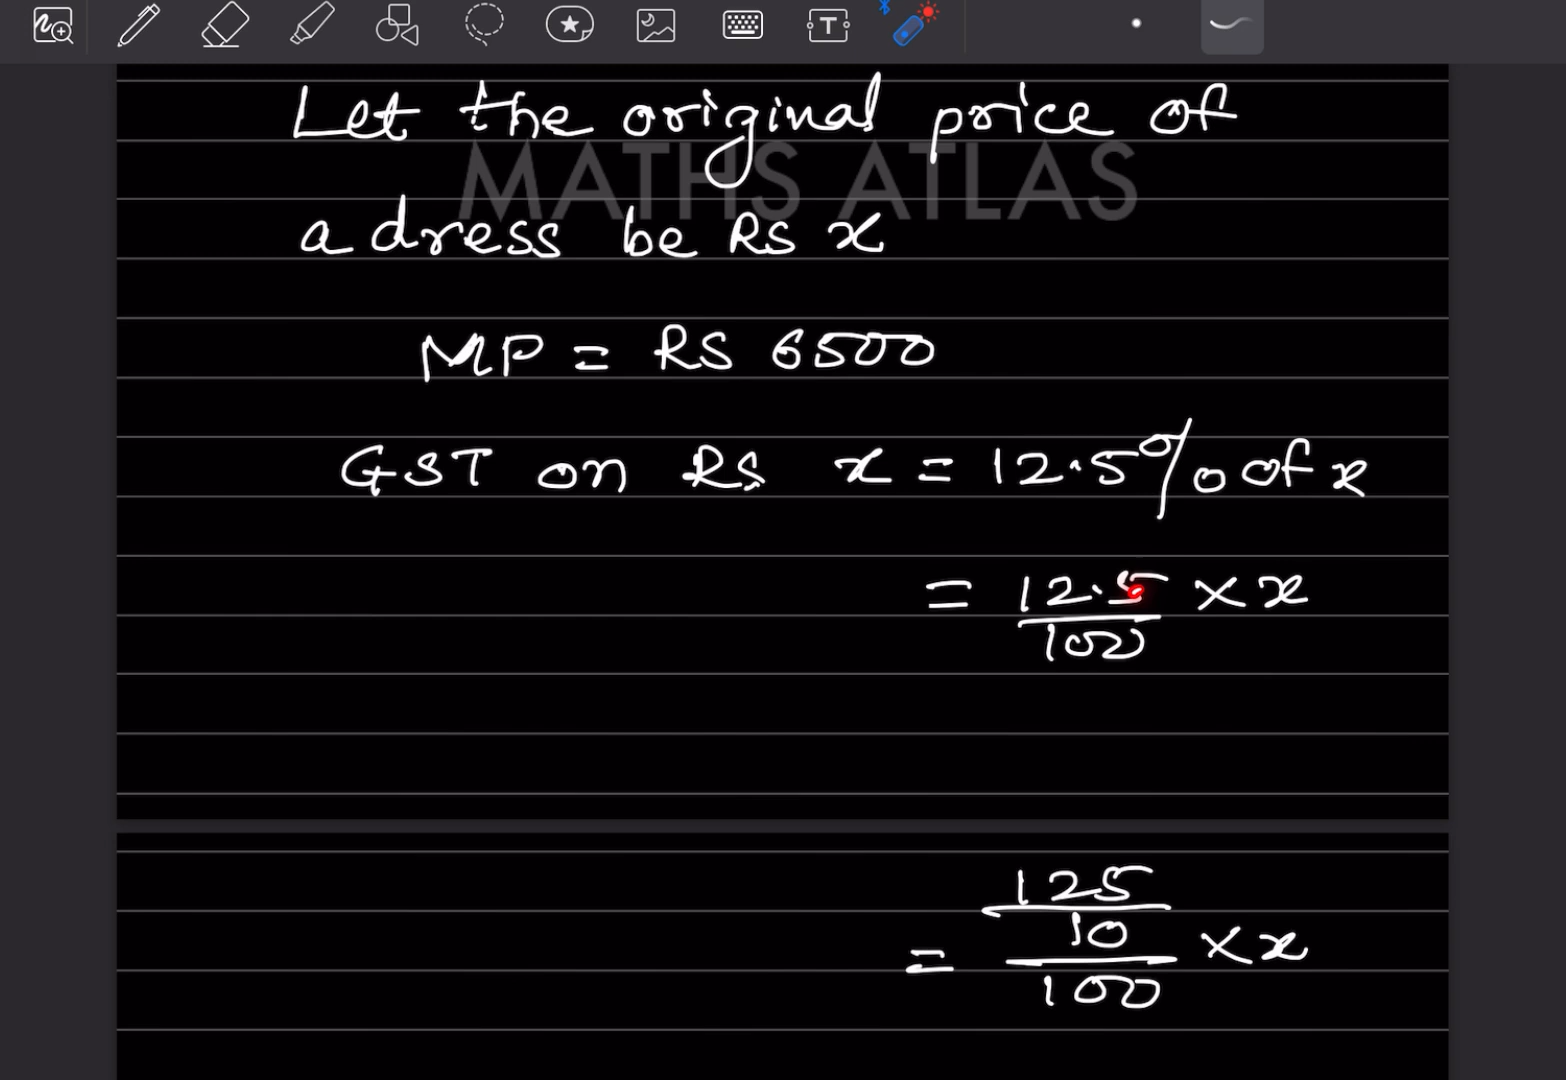 Let the original price of
MATHS ATLAS
a dress be Rs x
MP = RS 6500
GST on Rs x = 12.5% of x
= 12.5/100 × x
= 125/10/100 × x